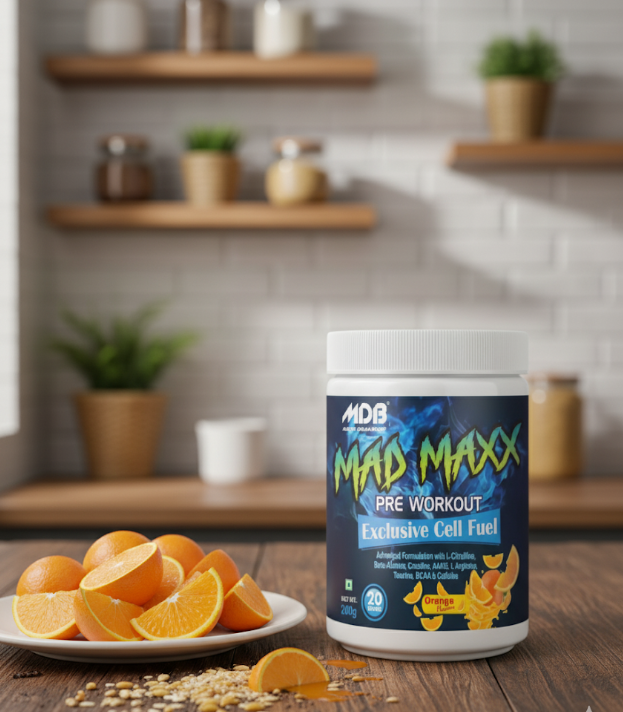 MDB
MAD MAXX
PRE WORKOUT
Exclusive Cell Fuel
Advanced Formulation with L-Citrulline,
Beta-Alanine, Creatine, AAKG, L Arginine,
Taurine, BCAA & Caffeine
NET WT.
200g
20
Orange